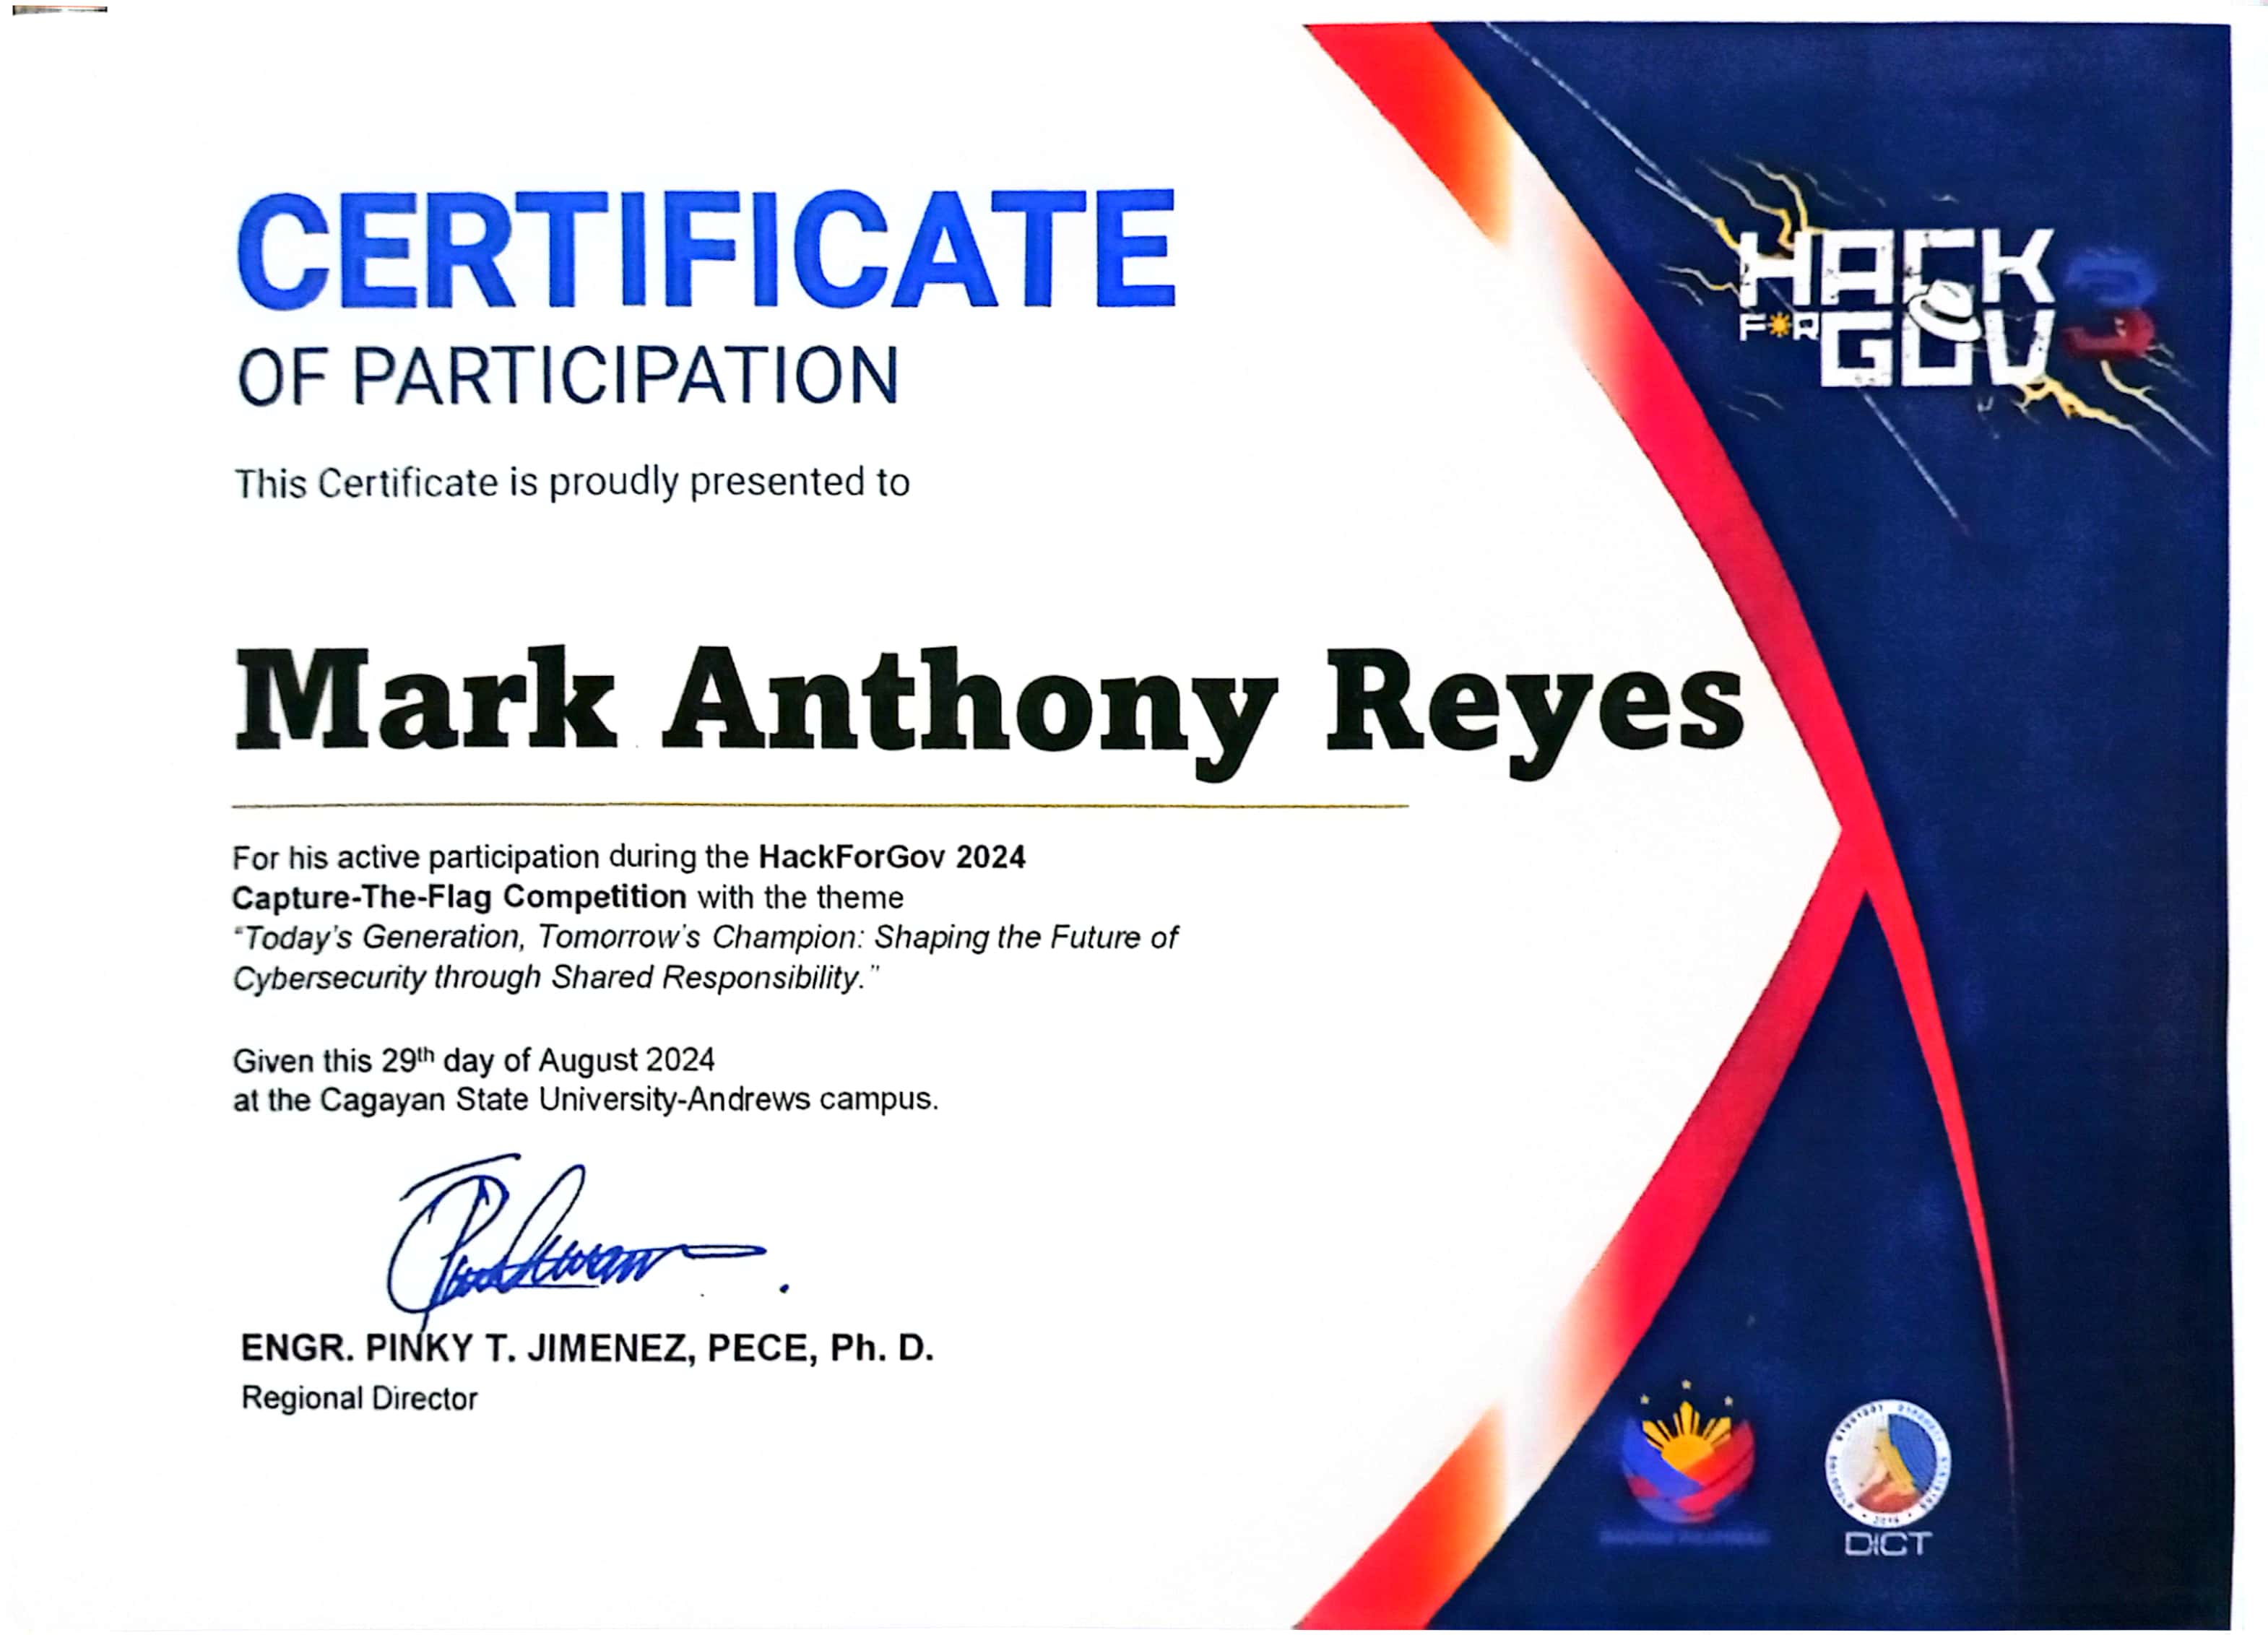 CERTIFICATE
OF PARTICIPATION
This Certificate is proudly presented to
Mark Anthony Reyes
For his active participation during the HackForGov 2024
Capture-The-Flag Competition with the theme
“Today's Generation, Tomorrow's Champion: Shaping the Future of
Cybersecurity through Shared Responsibility.”
Given this 29th day of August 2024
at the Cagayan State University-Andrews campus.
ENGR. PINKY T. JIMENEZ, PECE, Ph. D.
Regional Director
HACK
FOR
GOV
3
DICT